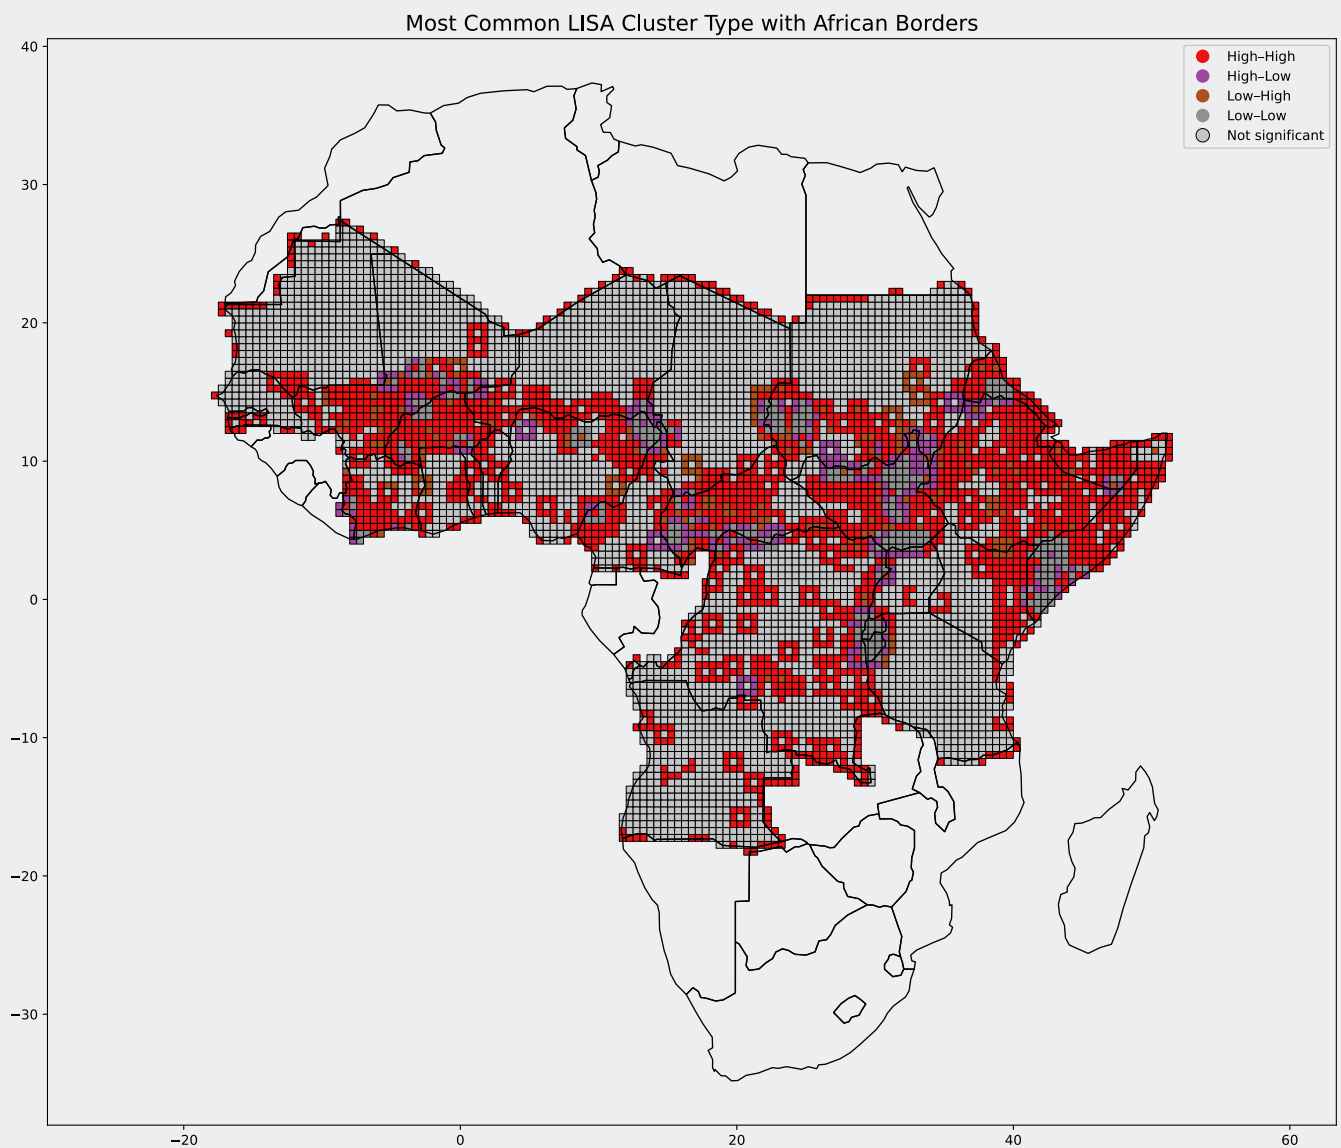 Most Common LISA Cluster Type with African Borders
High–High
High–Low
Low–High
Low–Low
Not significant
40
30
20
10
0
−10
−20
−30
−20
0
20
40
60